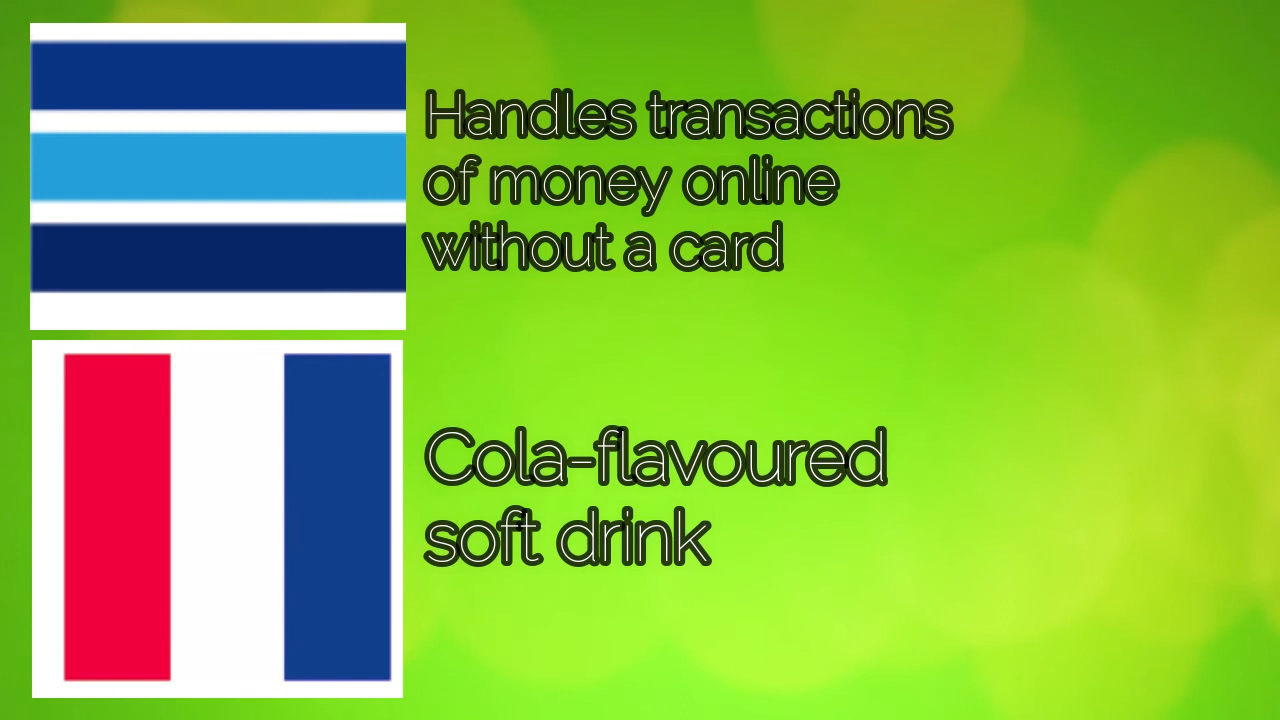 Handles transactions
of money online
without a card
Cola-flavoured
soft drink